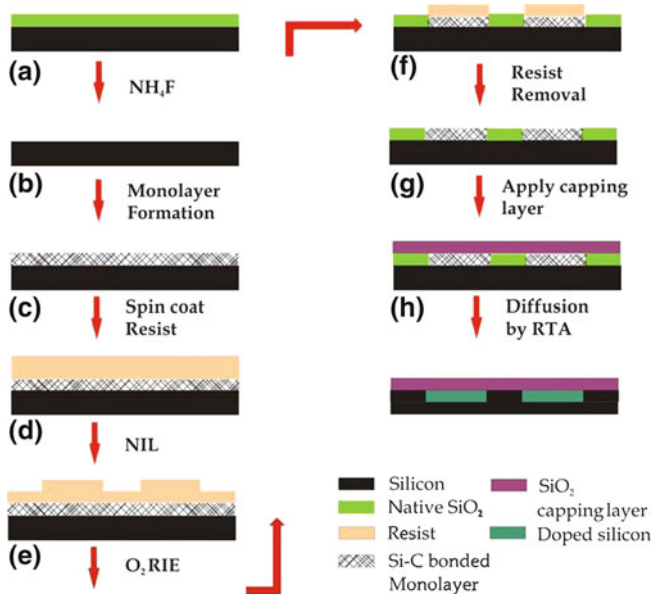 (a)
NH₄F
(b)
Monolayer
Formation
(c)
Spin coat
Resist
(d)
NIL
(e)
O₂ RIE
(f)
Resist
Removal
(g)
Apply capping
layer
(h)
Diffusion
by RTA
Silicon
Native SiO₂
Resist
Si-C bonded
Monolayer
SiO₂
capping layer
Doped silicon